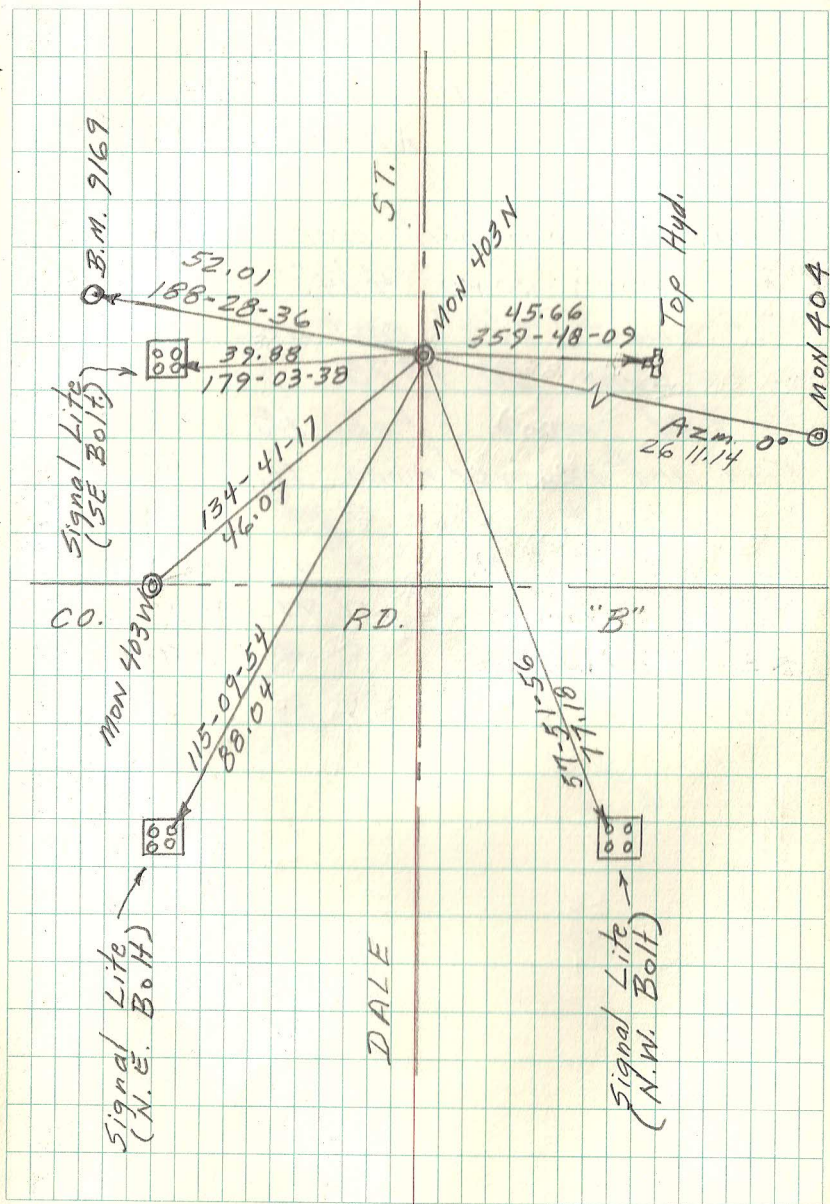 B.M. 9169
52.01
188-28-36
39.88
179-03-38
Signal Lite
(SE Bolt)
ST.
MON 403 N
45.66
359-48-09
Top Hyd.
MON 404
Azm. 0°
26 11.14
134-41-17
46.07
MON 403W
CO. RD. "B"
115-09-54
88.04
57-51-56
77.18
Signal Lite
(N. E. Bolt)
DALE
Signal Lite
(N.W. Bolt)